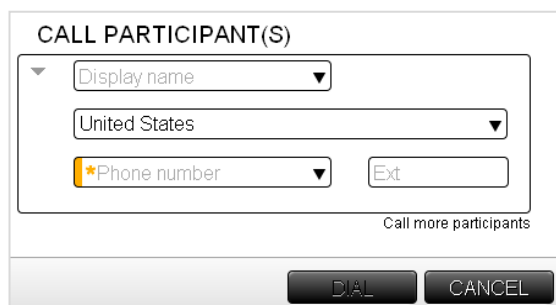 CALL PARTICIPANT(S)
Display name
United States
*Phone number Ext
Call more participants
DIAL CANCEL